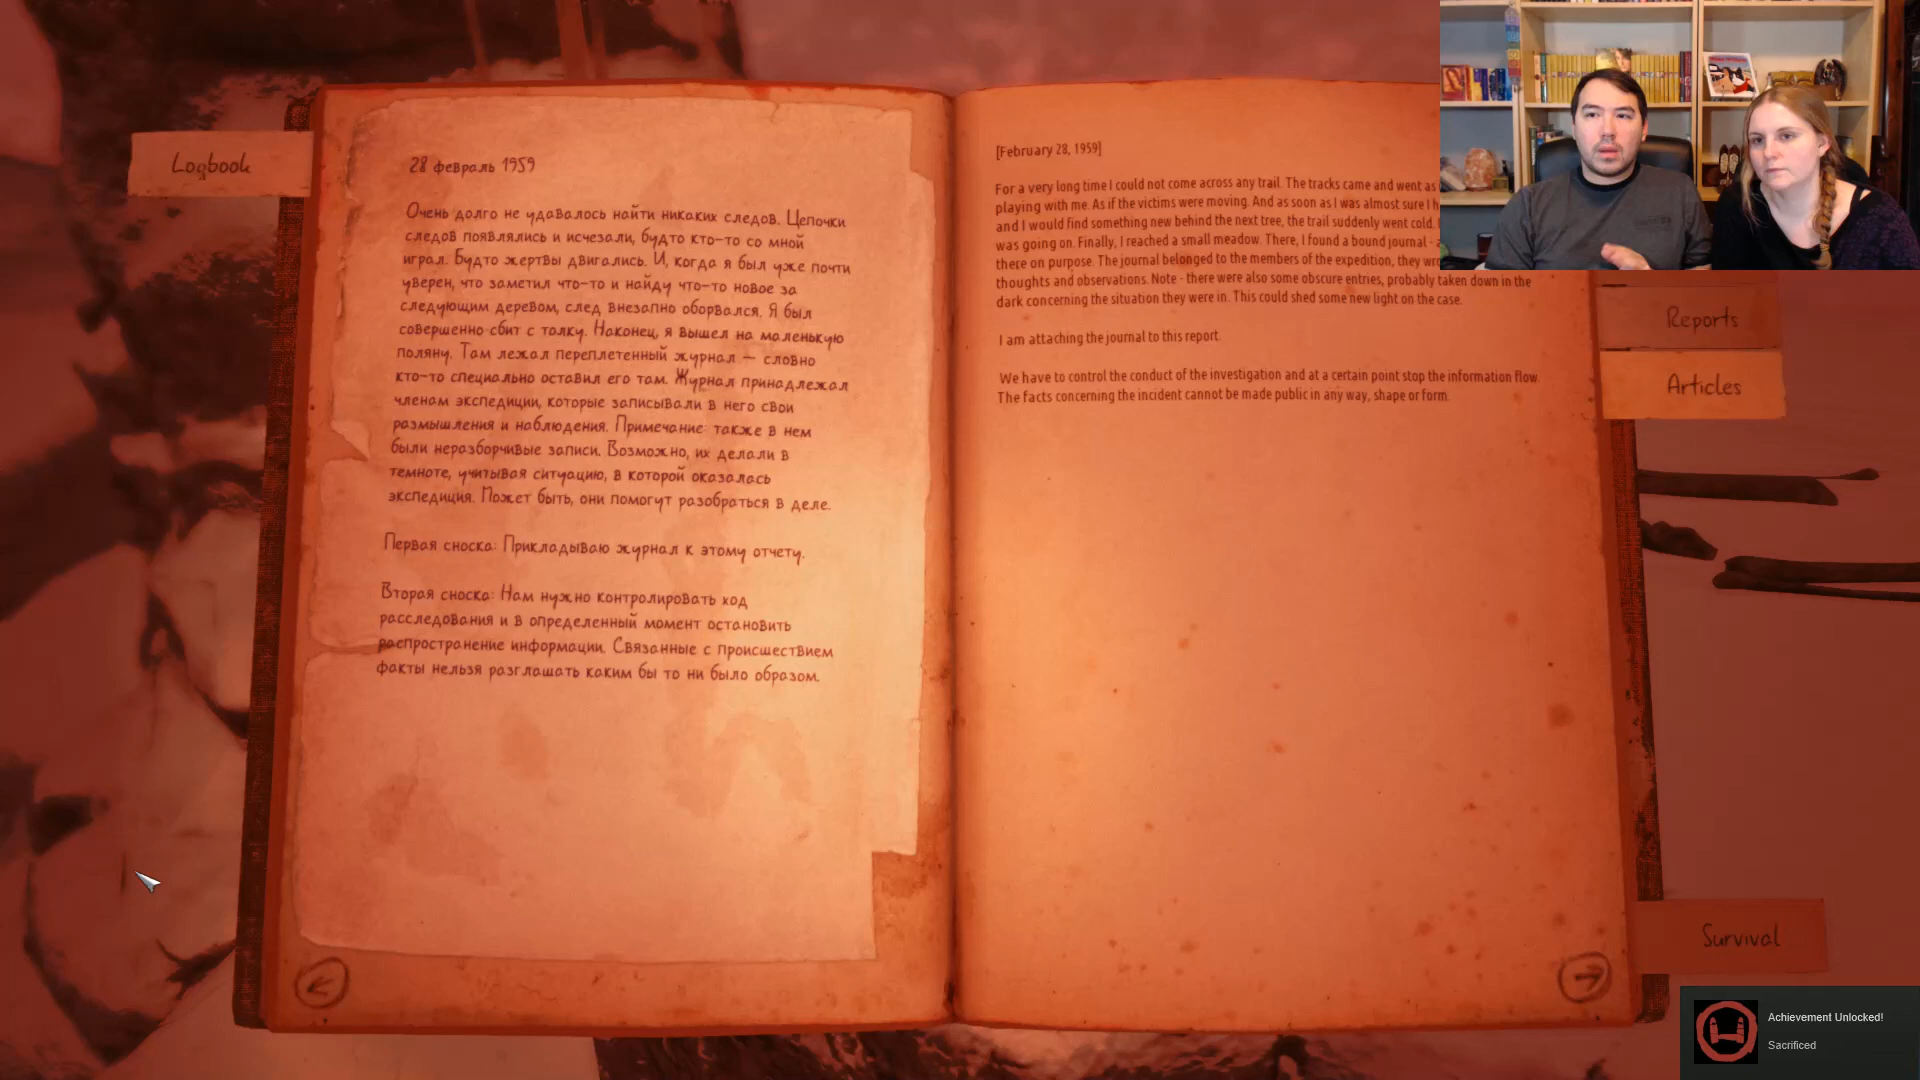 Logbook
28 февраль 1959
Очень долго не удавалось найти никаких следов. Цепочки
следов появлялись и исчезали, будто кто-то со мной
играл. Будто жертвы двигались. И, когда я был уже почти
уверен, что заметил что-то и найду что-то новое за
следующим деревом, след внезапно оборвался. Я был
совершенно сбит с толку. Наконец, я вышел на маленькую
поляну. Там лежал переплетенный журнал — словно
кто-то специально оставил его там. Журнал принадлежал
членам экспедиции, которые записывали в него свои
размышления и наблюдения. Примечание: также в нем
были неразборчивые записи. Возможно, их делали в
темноте, учитывая ситуацию, в которой оказалась
экспедиция. Может быть, они помогут разобраться в деле.
Первая сноска: Прикладываю журнал к этому отчету.
Вторая сноска: Нам нужно контролировать ход
расследования и в определенный момент остановить
распространение информации. Связанные с происшествием
факты нельзя разглашать каким бы то ни было образом.
[February 28, 1959]
For a very long time I could not come across any trail. The tracks came and went as
playing with me. As if the victims were moving. And as soon as I was almost sure I
and I would find something new behind the next tree, the trail suddenly went cold.
was going on. Finally, I reached a small meadow. There, I found a bound journal -
there on purpose. The journal belonged to the members of the expedition, they
thoughts and observations. Note - there were also some obscure entries, probably taken down in the
dark concerning the situation they were in. This could shed some new light on the case.
I am attaching the journal to this report.
We have to control the conduct of the investigation and at a certain point stop the information flow.
The facts concerning the incident cannot be made public in any way, shape or form.
Reports
Articles
Survival
Achievement Unlocked!
Sacrificed